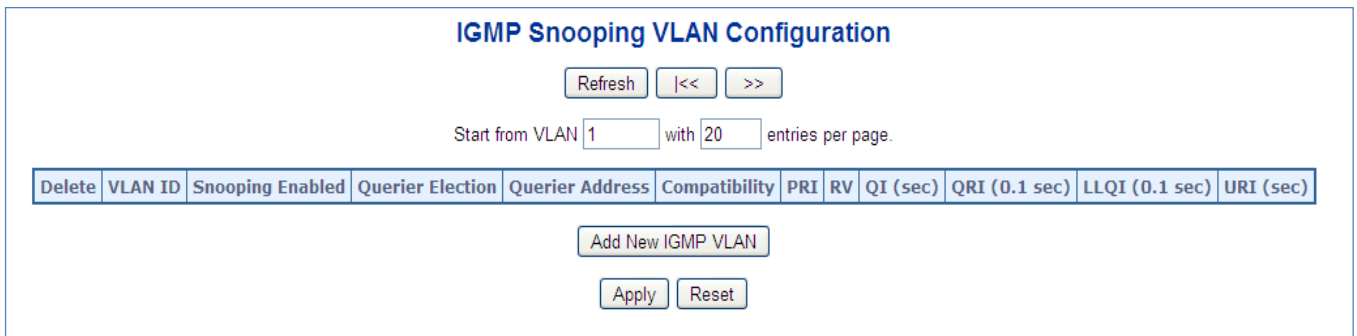 IGMP Snooping VLAN Configuration
Refresh |<< >>
Start from VLAN 1 with 20 entries per page.
Delete VLAN ID Snooping Enabled Querier Election Querier Address Compatibility PRI RV QI (sec) QRI (0.1 sec) LLQI (0.1 sec) URI (sec)
Add New IGMP VLAN
Apply Reset